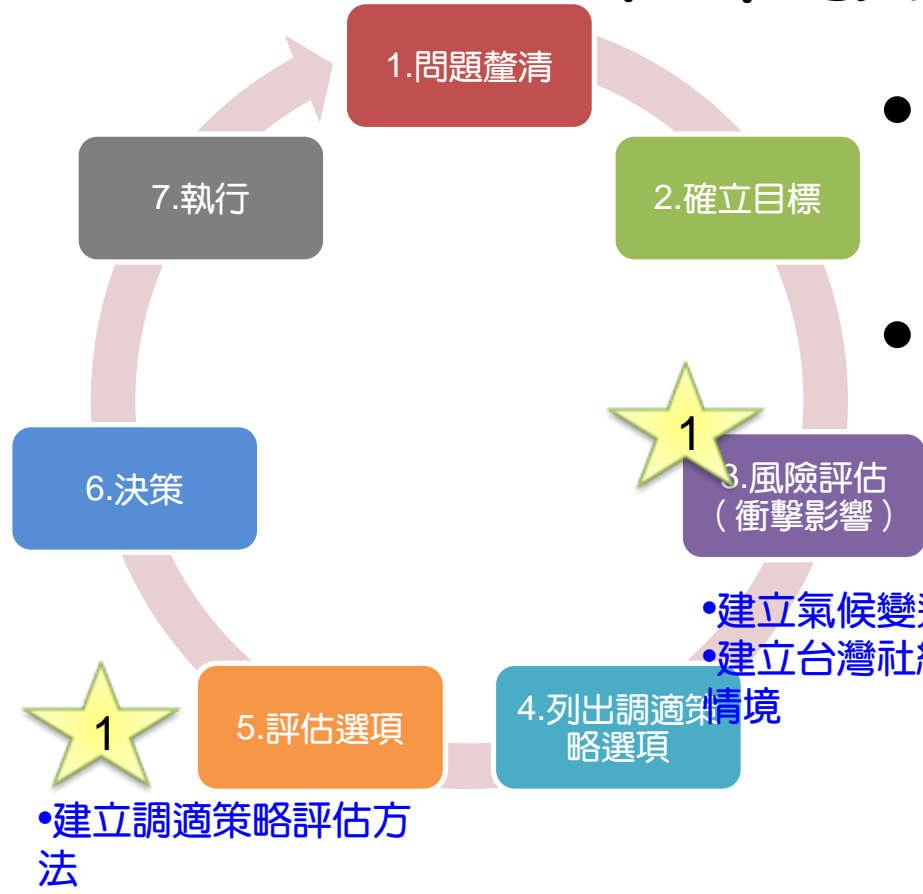 1.問題釐清
2.確立目標
1
3.風險評估
（衝擊影響）
•建立氣候變
•建立台灣社
情境
4.列出調適策
略選項
5.評估選項
1
•建立調適策略評估方
法
6.決策
7.執行